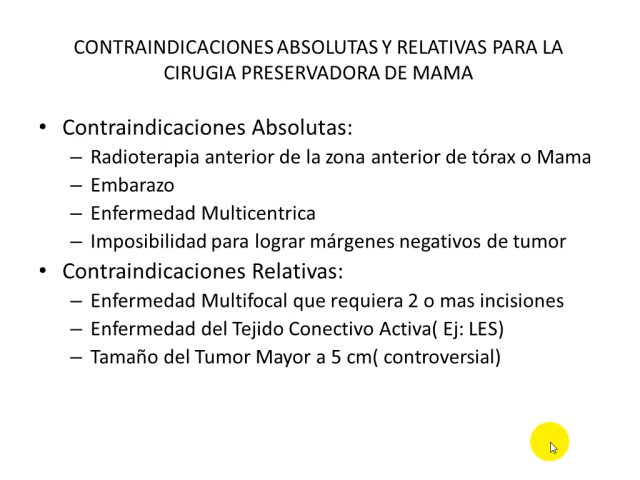 CONTRAINDICACIONES ABSOLUTAS Y RELATIVAS PARA LA
CIRUGIA PRESERVADORA DE MAMA
• Contraindicaciones Absolutas:
– Radioterapia anterior de la zona anterior de tórax o Mama
– Embarazo
– Enfermedad Multicentrica
– Imposibilidad para lograr márgenes negativos de tumor
• Contraindicaciones Relativas:
– Enfermedad Multifocal que requiera 2 o mas incisiones
– Enfermedad del Tejido Conectivo Activa( Ej: LES)
– Tamaño del Tumor Mayor a 5 cm( controversial)